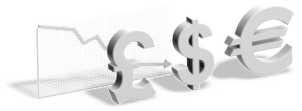 £ $ €